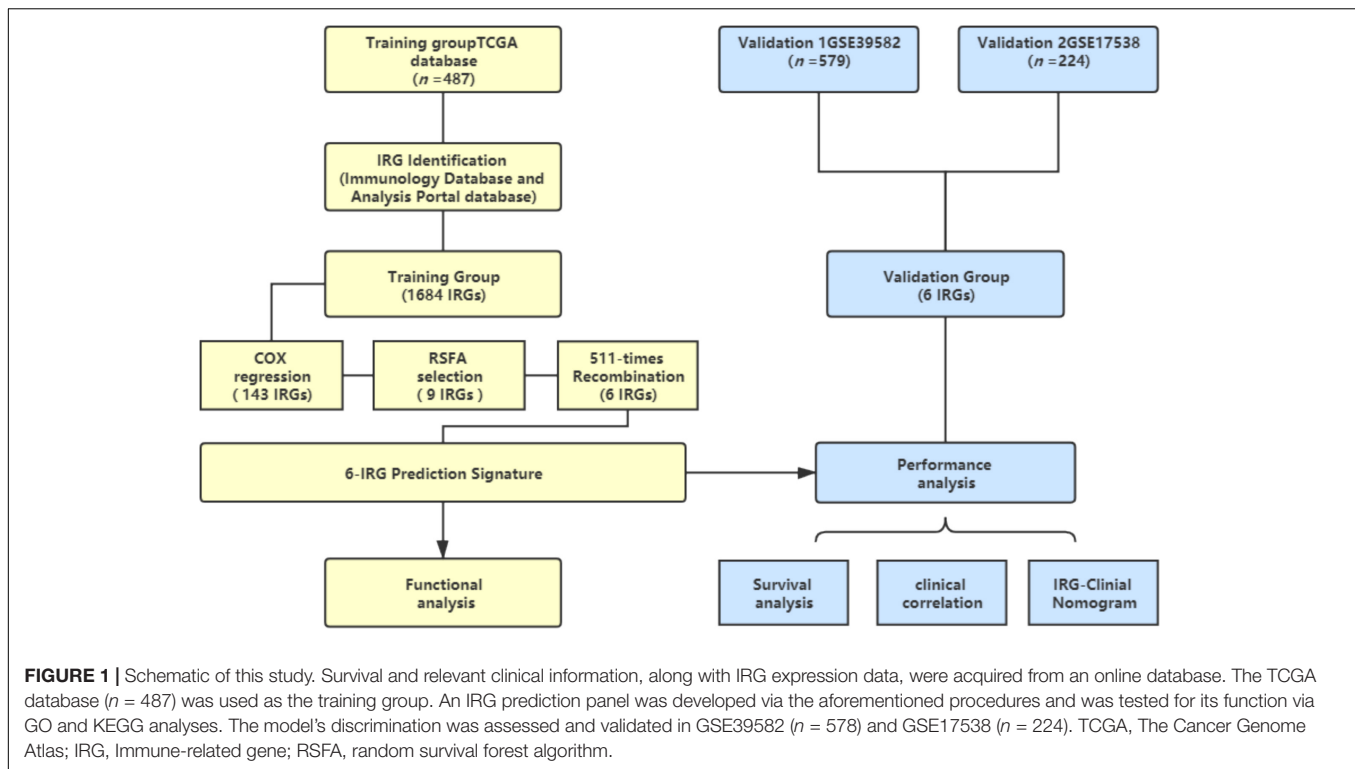 Training groupTCGA
database
(n =487)
Validation 1GSE39582
(n =579)
Validation 2GSE17538
(n =224)
IRG Identification
(Immunology Database and
Analysis Portal database)
Training Group
(1684 IRGs)
Validation Group
(6 IRGs)
COX
regression
( 143 IRGs)
RSFA
selection
( 9 IRGs )
511-times
Recombination
(6 IRGs)
6-IRG Prediction Signature
Performance
analysis
Functional
analysis
Survival
analysis
clinical
correlation
IRG-Clinial
Nomogram
FIGURE 1 | Schematic of this study. Survival and relevant clinical information, along with IRG expression data, were acquired from an online database. The TCGA
database (n = 487) was used as the training group. An IRG prediction panel was developed via the aforementioned procedures and was tested for its function via
GO and KEGG analyses. The model's discrimination was assessed and validated in GSE39582 (n = 578) and GSE17538 (n = 224). TCGA, The Cancer Genome
Atlas; IRG, Immune-related gene; RSFA, random survival forest algorithm.